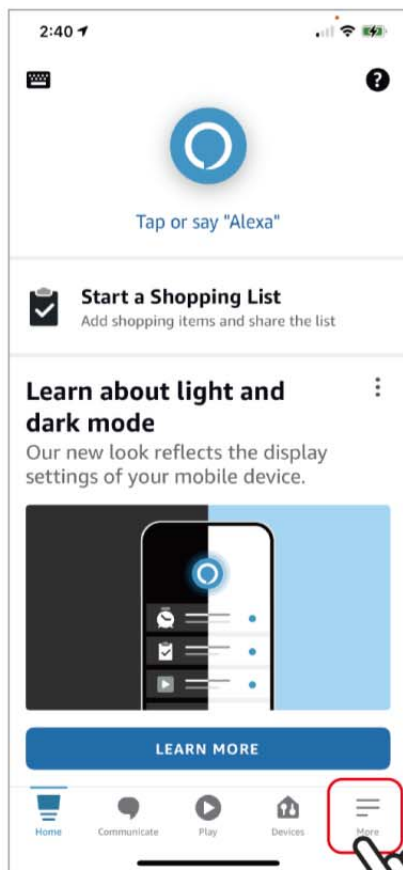 2:40
Tap or say "Alexa"
Start a Shopping List
Add shopping items and share the list
Learn about light and
dark mode
Our new look reflects the display
settings of your mobile device.
LEARN MORE
Home Communicate Play Devices More